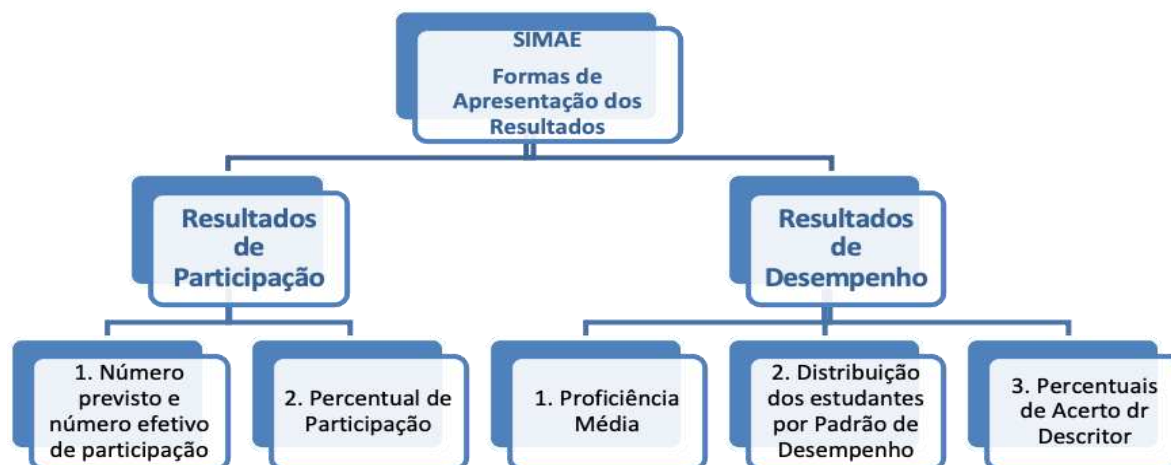 SIMAE
Formas de
Apresentação dos
Resultados
Resultados
de
Participação
Resultados
de
Desempenho
1. Número
previsto e
número efetivo
de participação
2. Percentual de
Participação
1. Proficiência
Média
2. Distribuição
dos estudantes
por Padrão de
Desempenho
3. Percentuais
de Acerto dr
Descritor